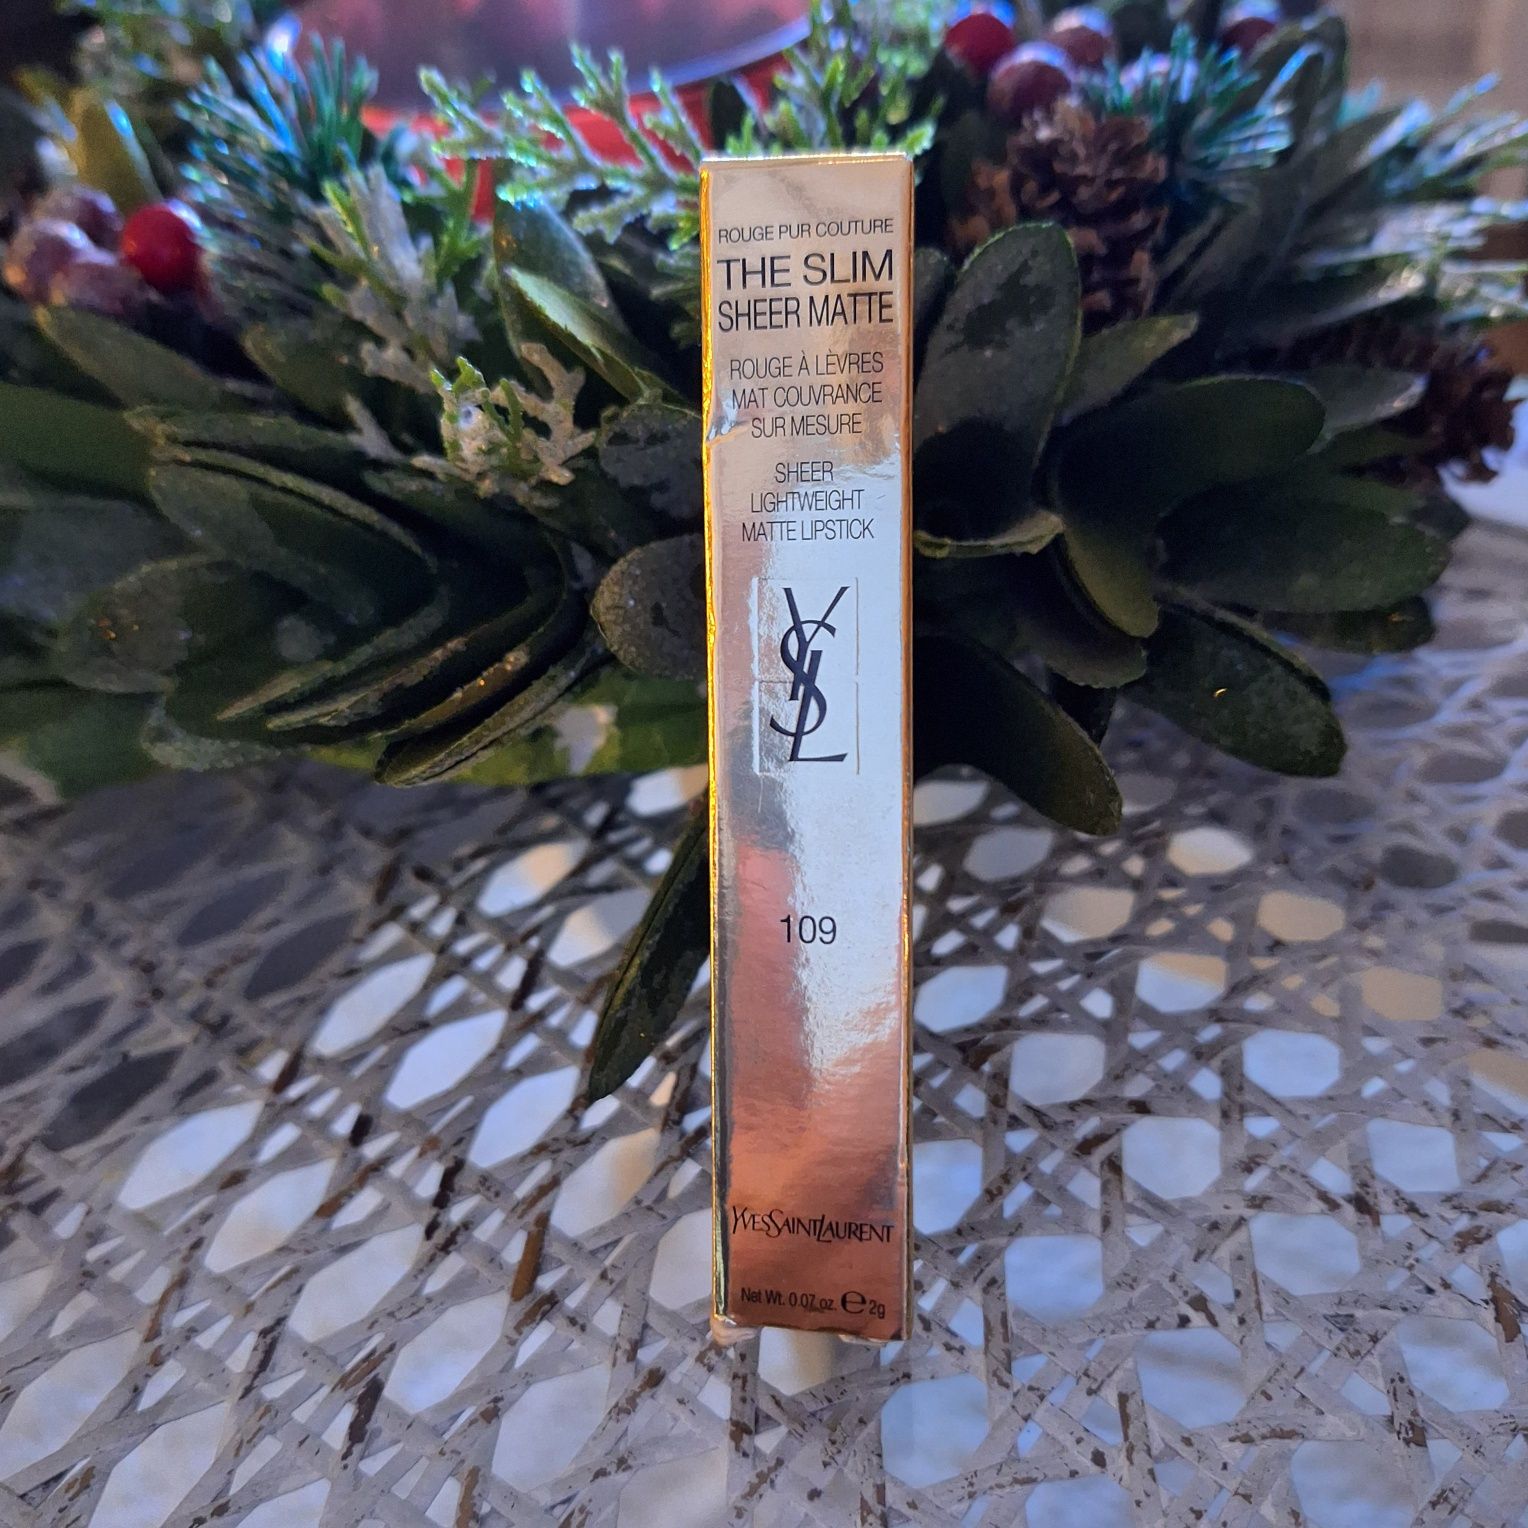 ROUGE PUR COUTURE
THE SLIM
SHEER MATTE
ROUGE À LÈVRES
MAT COUVRANCE
SUR MESURE
SHEER
LIGHTWEIGHT
MATTE LIPSTICK
YSL
109
YVESSAINTLAURENT
Net Wt. 0.07 oz. ℮ 2g